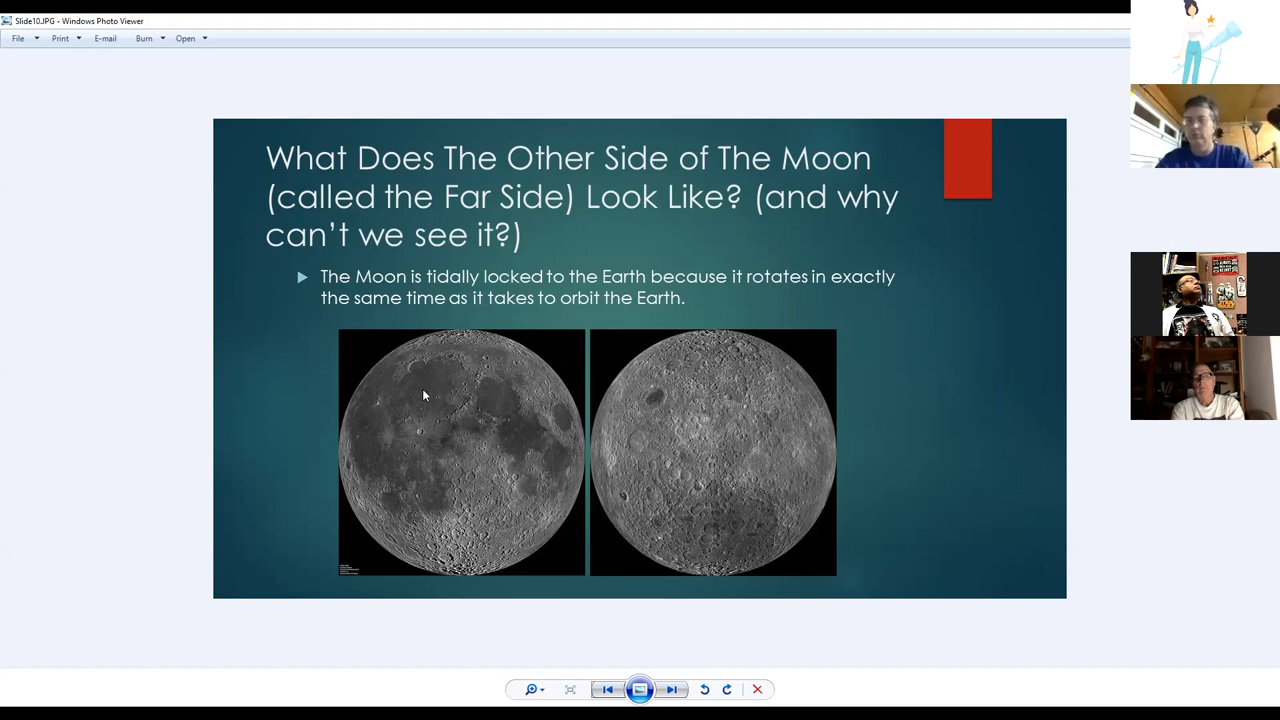 Slide10.JPG - Windows Photo Viewer
File Print E-mail Burn Open
What Does The Other Side of The Moon
(called the Far Side) Look Like? (and why
can't we see it?)
The Moon is tidally locked to the Earth because it rotates in exactly
the same time as it takes to orbit the Earth.